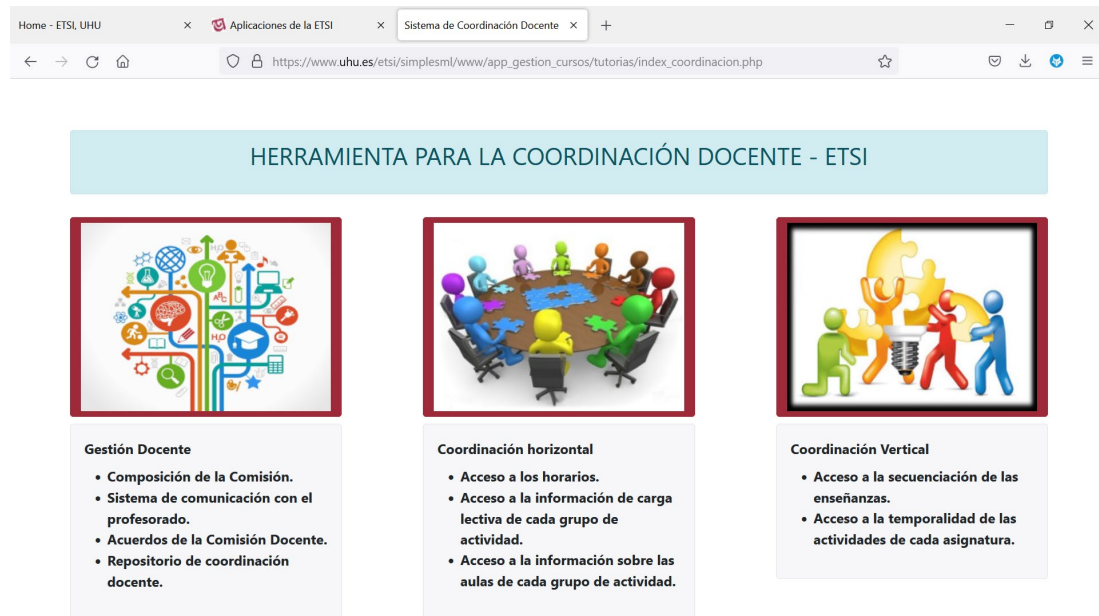 Home - ETSI, UHU
Aplicaciones de la ETSI
Sistema de Coordinación Docente
https://www.uhu.es/etsi/simplesml/www/app_gestion_cursos/tutorias/index_coordinacion.php
HERRAMIENTA PARA LA COORDINACIÓN DOCENTE - ETSI
H₂O
ABC
H₂O
Gestión Docente
• Composición de la Comisión.
• Sistema de comunicación con el
profesorado.
• Acuerdos de la Comisión Docente.
• Repositorio de coordinación
docente.
Coordinación horizontal
• Acceso a los horarios.
• Acceso a la información de carga
lectiva de cada grupo de
actividad.
• Acceso a la información sobre las
aulas de cada grupo de actividad.
Coordinación Vertical
• Acceso a la secuenciación de las
enseñanzas.
• Acceso a la temporalidad de las
actividades de cada asignatura.